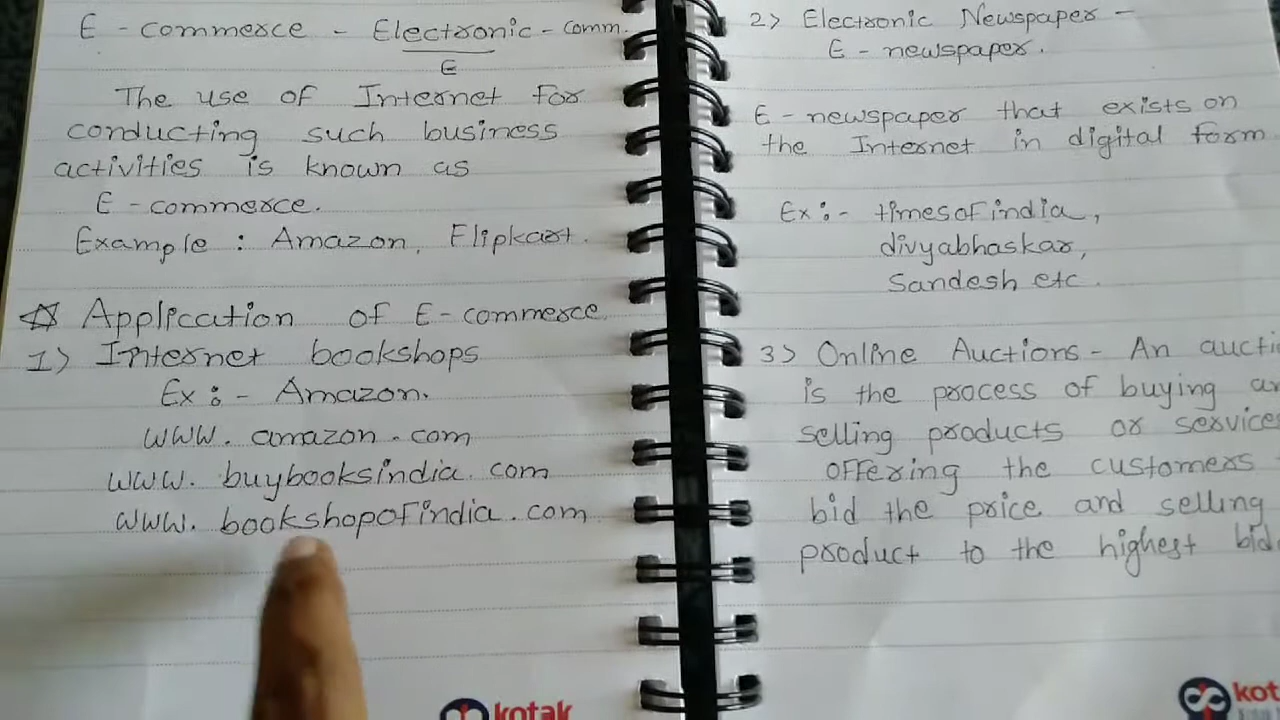 E - commerce - Electronic - Comm.
E
The use of Internet for
conducting such business
activities is known as
E - commerce.
Example : Amazon, Flipkart.
☆ Application of E - commerce
1) Internet bookshops
Ex :- Amazon.
www. amazon . com
www. buybooksindia. com
www. bookshopofindia . com
kotak
2) Electronic Newspaper -
E - newspaper.
E - newspaper that exists on
the Internet in digital form
Ex :- timesofindia,
divyabhaskar,
Sandesh etc.
3) Online Auctions - An
is the process of buying
selling products or
offering the customers
bid the price and selling
product to the highest